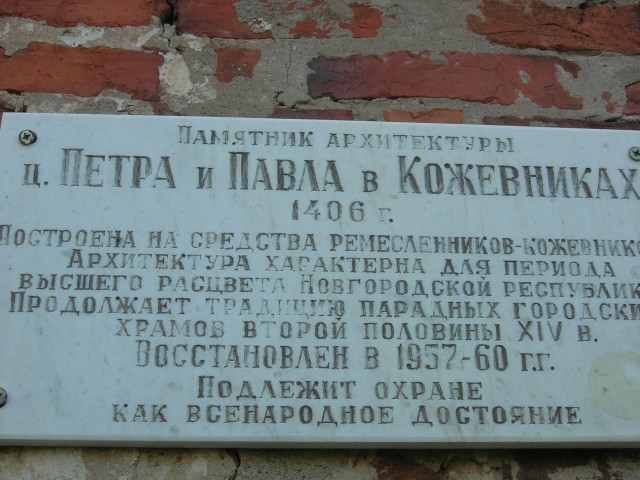 Памятник архитектуры
ц. Петра и Павла в Кожевниках
1406 г.
Построена на средства ремесленников-кожевнико
Архитектура характерна для периода
высшего расцвета Новгородской республик
Продолжает традицию парадных городски
храмов второй половины XIV в.
Восстановлен в 1957-60 г.г.
Подлежит охране
как всенародное достояние